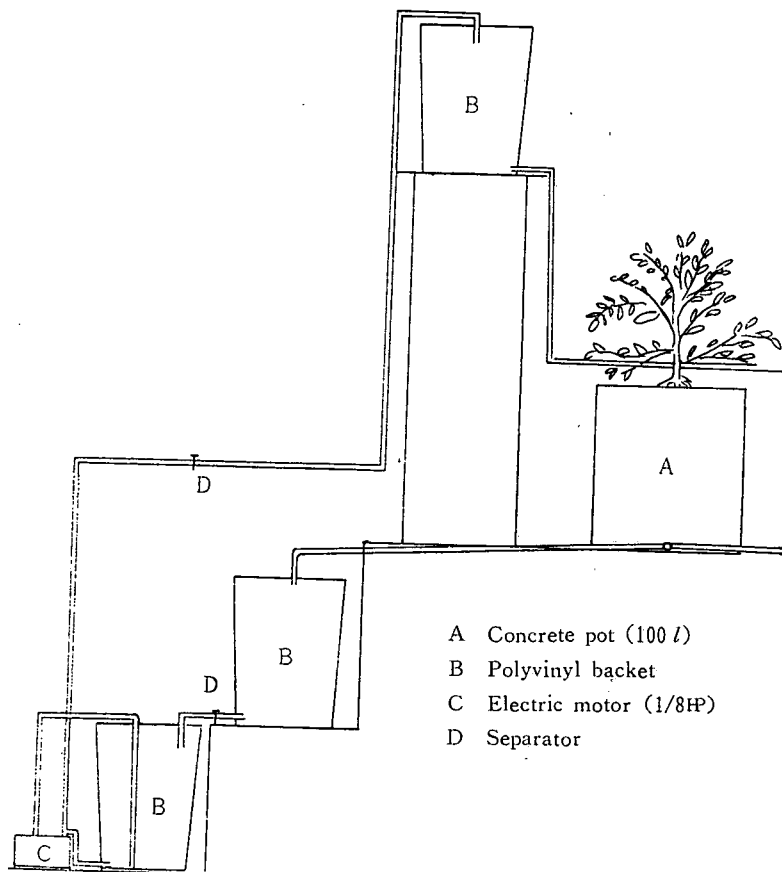 B
A
D
B
D
B
C
A Concrete pot (100 l)
B Polyvinyl backet
C Electric motor (1/8HP)
D Separator